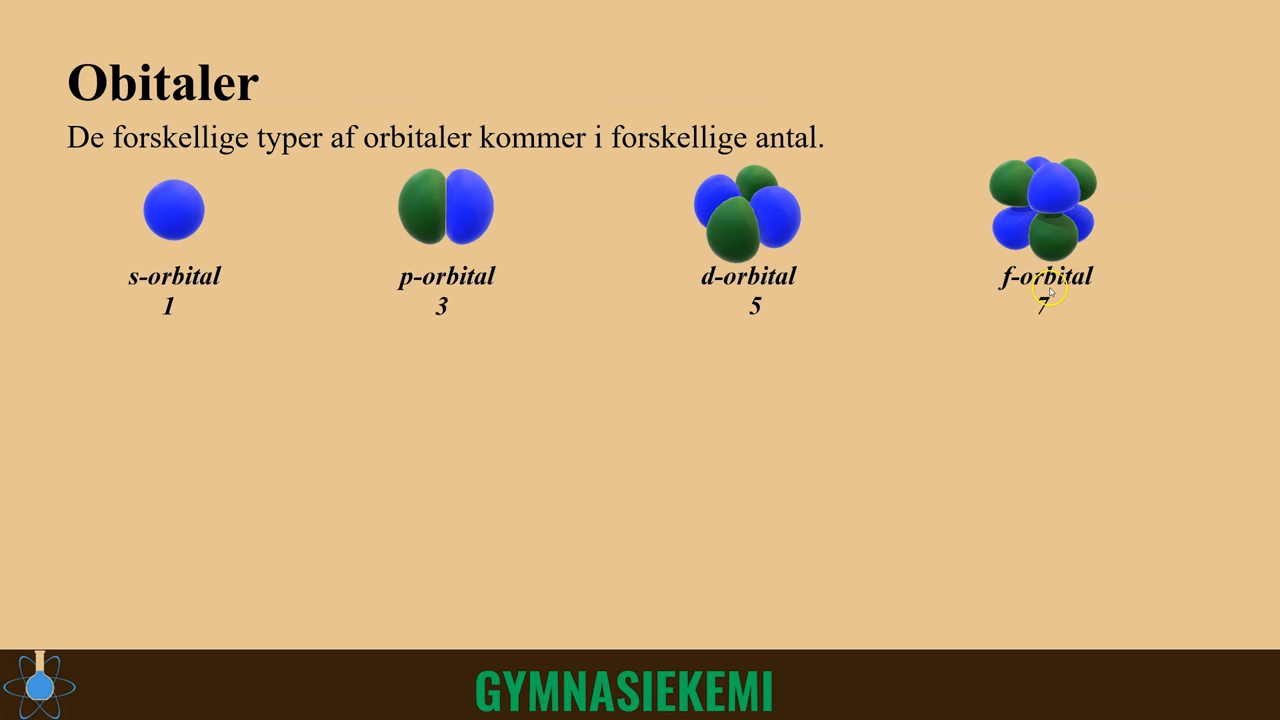 Obitaler
De forskellige typer af orbitaler kommer i forskellige antal.
s-orbital p-orbital d-orbital f-orbital
1 3 5 7
GYMNASIEKEMI